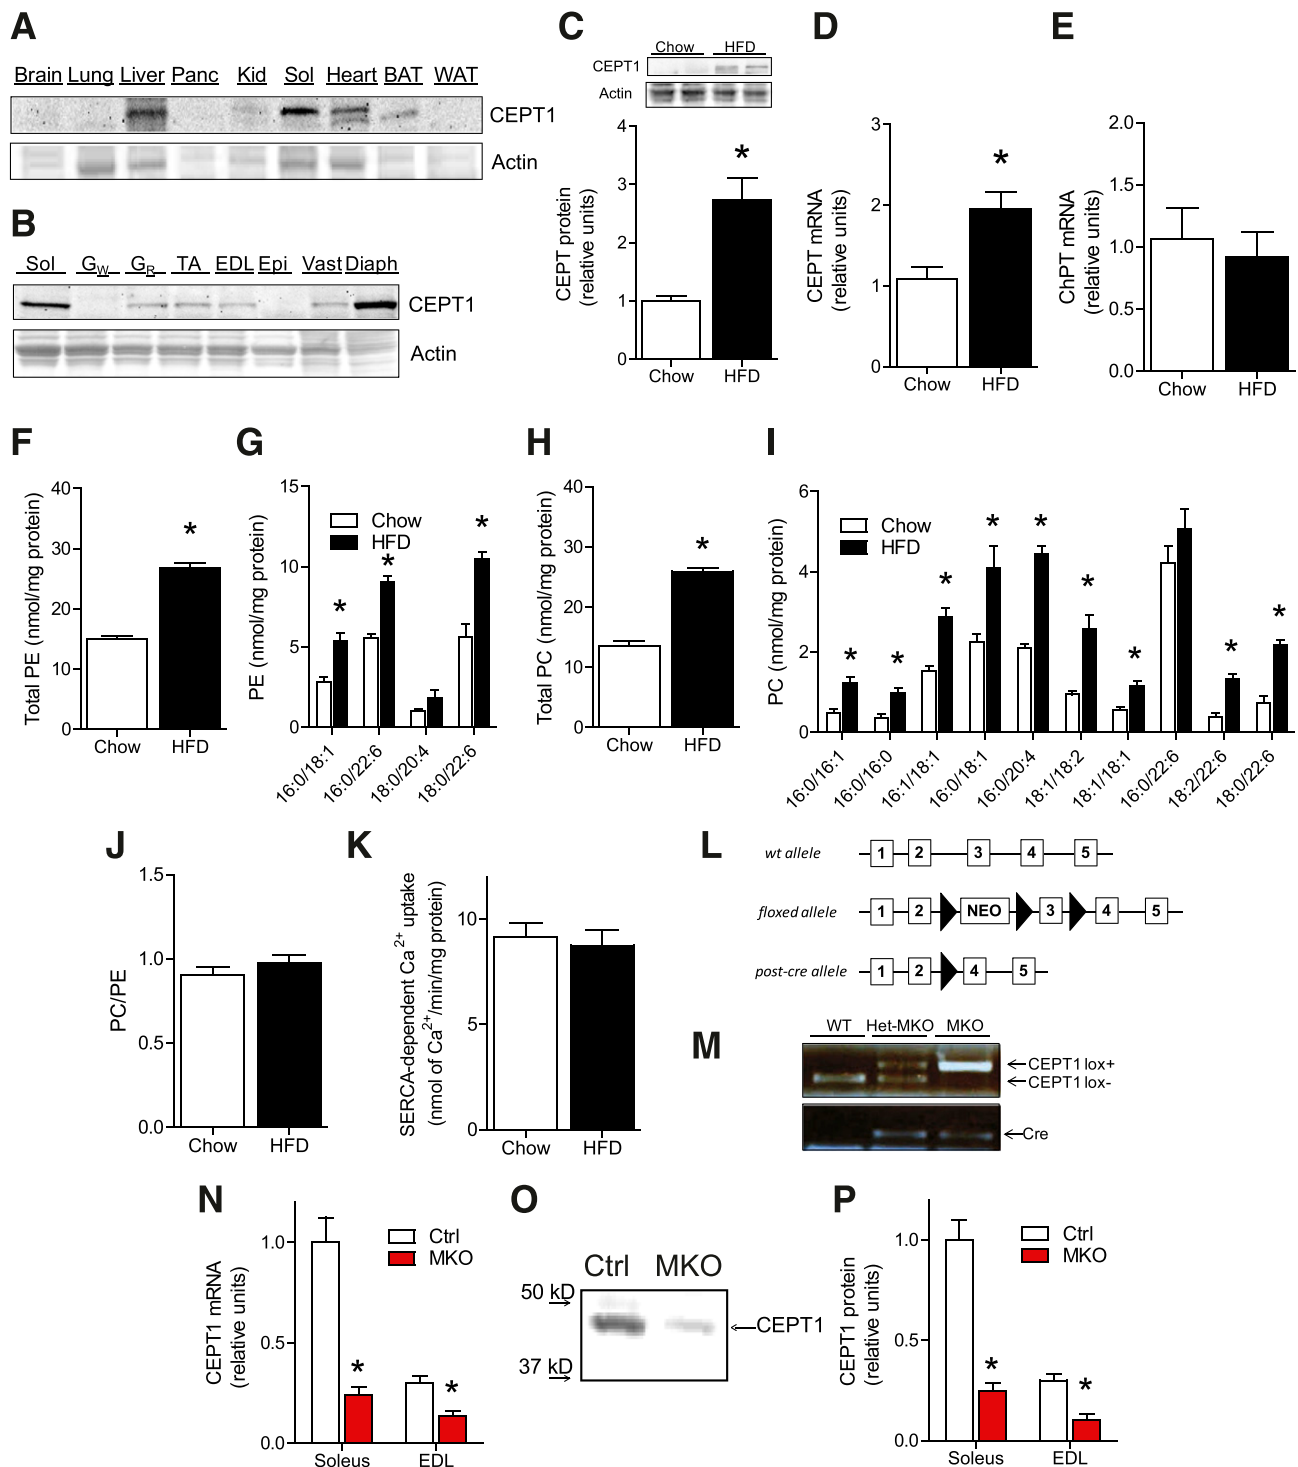 A
Brain Lung Liver Panc Kid Sol Heart BAT WAT
CEPT1
Actin
B
Sol GW GR TA EDL Epi Vast Diaph
CEPT1
Actin
C
Chow HFD
CEPT1
Actin
CEPT protein
(relative units)
4
3
2
1
0
Chow HFD
D
CEPT mRNA
(relative units)
3
2
1
0
*
Chow HFD
E
ChPT mRNA
(relative units)
2.0
1.5
1.0
0.5
0.0
Chow HFD
F
Total PE (nmol/mg protein)
40
30
20
10
0
*
Chow HFD
G
PE (nmol/mg protein)
15
10
5
0
Chow
HFD
* * *
16:0/18:1 16:0/22:6 18:0/20:4 18:0/22:6
H
Total PC (nmol/mg protein)
40
30
20
10
0
*
Chow HFD
I
PC (nmol/mg protein)
6
4
2
0
Chow
HFD
* * * * * * * * *
16:0/16:1 16:0/16:0 16:1/18:1 16:0/18:1 16:0/20:4 18:1/18:2 18:1/18:1 16:0/22:6 18:2/22:6 18:0/22:6
J
PC/PE
1.5
1.0
0.5
0.0
Chow HFD
K
SERCA-dependent Ca2+ uptake
(nmol of Ca2+/min/mg protein)
10
5
0
Chow HFD
L
wt allele 1 2 3 4 5
floxed allele 1 2 NEO 3 4 5
post-cre allele 1 2 4 5
M
WT Het-MKO MKO
CEPT1 lox+
CEPT1 lox-
Cre
N
CEPT1 mRNA
(relative units)
1.0
0.5
0.0
Ctrl
MKO
* *
Soleus EDL
O
Ctrl MKO
50 kD
CEPT1
37 kD
P
CEPT1 protein
(relative units)
1.0
0.5
0.0
Ctrl
MKO
* *
Soleus EDL